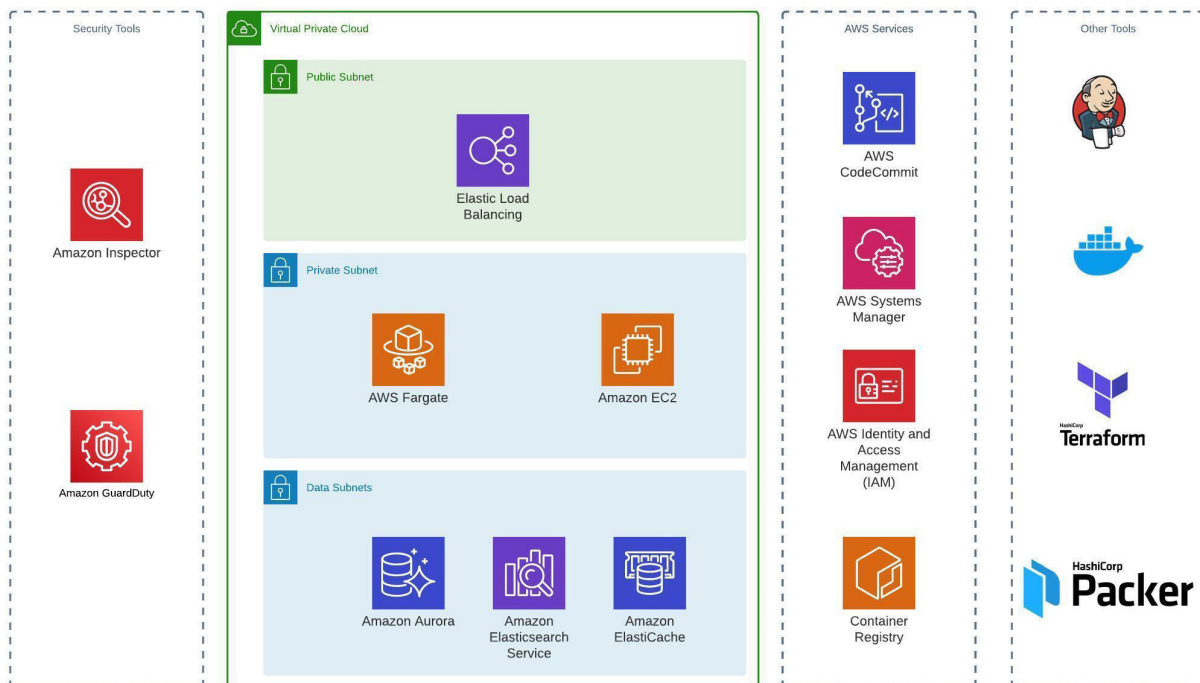 Security Tools
Amazon Inspector
Amazon GuardDuty
Virtual Private Cloud
Public Subnet
Elastic Load
Balancing
Private Subnet
AWS Fargate
Amazon EC2
Data Subnets
Amazon Aurora
Amazon
Elasticsearch
Service
Amazon
ElastiCache
AWS Services
AWS
CodeCommit
AWS Systems
Manager
AWS Identity and
Access
Management
(IAM)
Container
Registry
Other Tools
HashiCorp
Terraform
HashiCorp
Packer